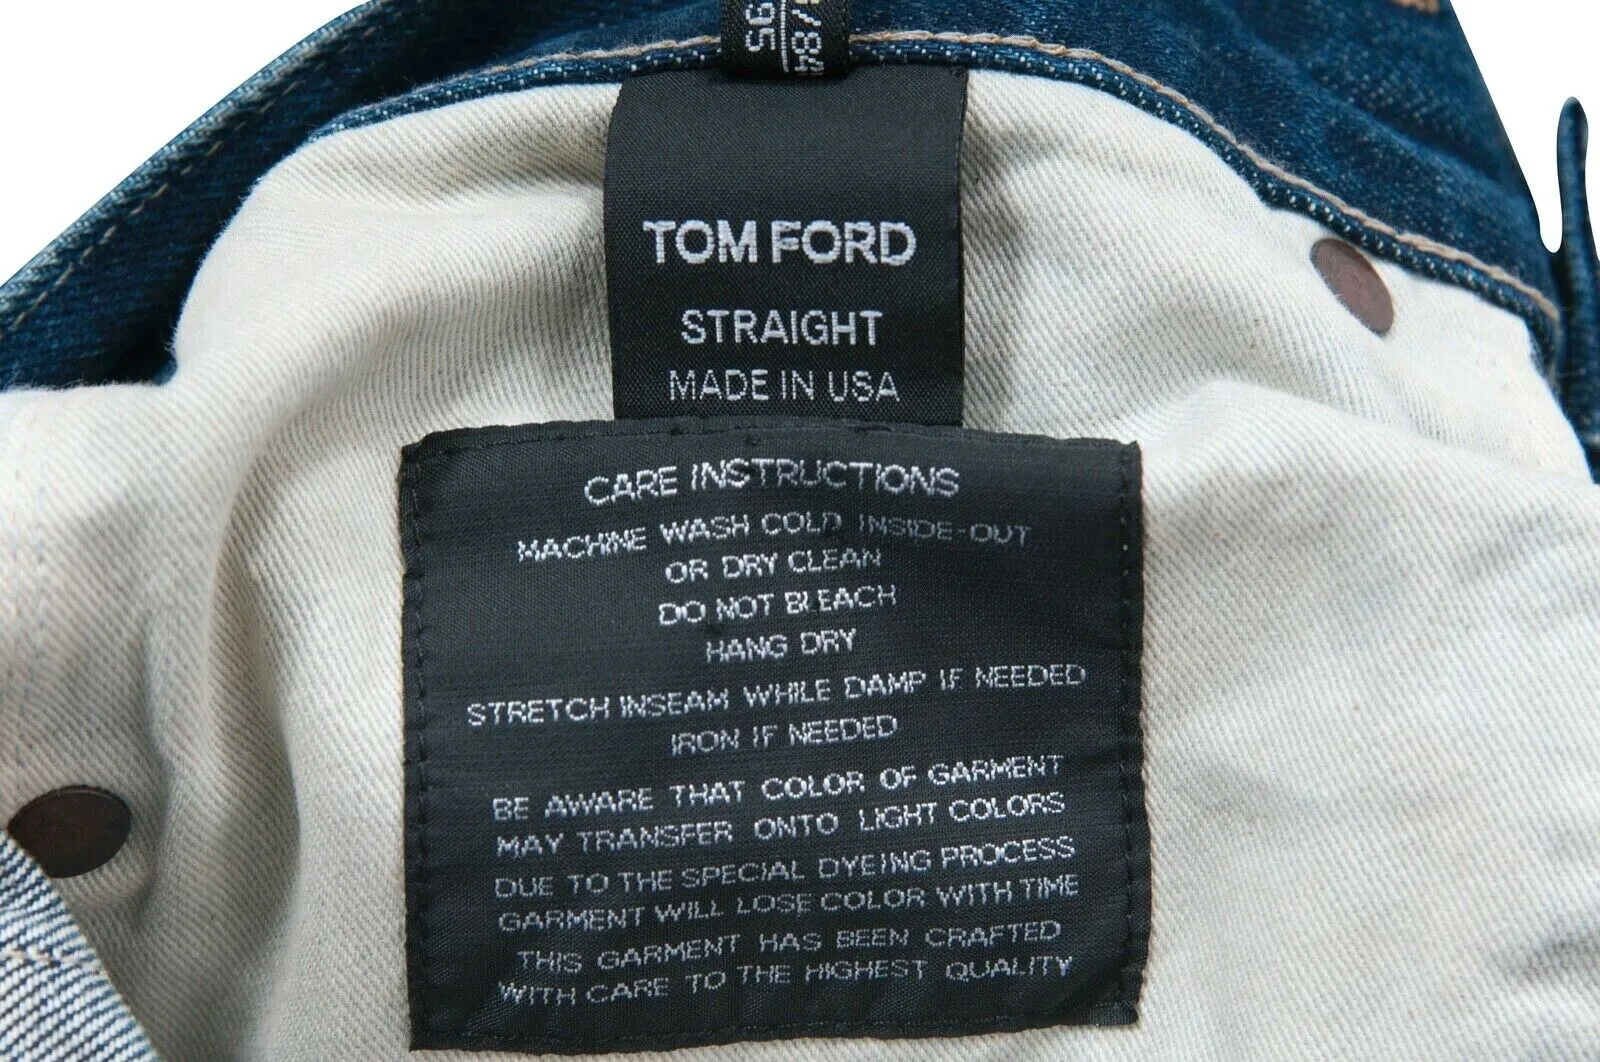 TOM FORD
STRAIGHT
MADE IN USA
CARE INSTRUCTIONS
MACHINE WASH COLD INSIDE-OUT
OR DRY CLEAN
DO NOT BLEACH
HANG DRY
STRETCH INSEAM WHILE DAMP IF NEEDED
IRON IF NEEDED
BE AWARE THAT COLOR OF GARMENT
MAY TRANSFER ONTO LIGHT COLORS
DUE TO THE SPECIAL DYEING PROCESS
GARMENT WILL LOSE COLOR WITH TIME
THIS GARMENT HAS BEEN CRAFTED
WITH CARE TO THE HIGHEST QUALITY